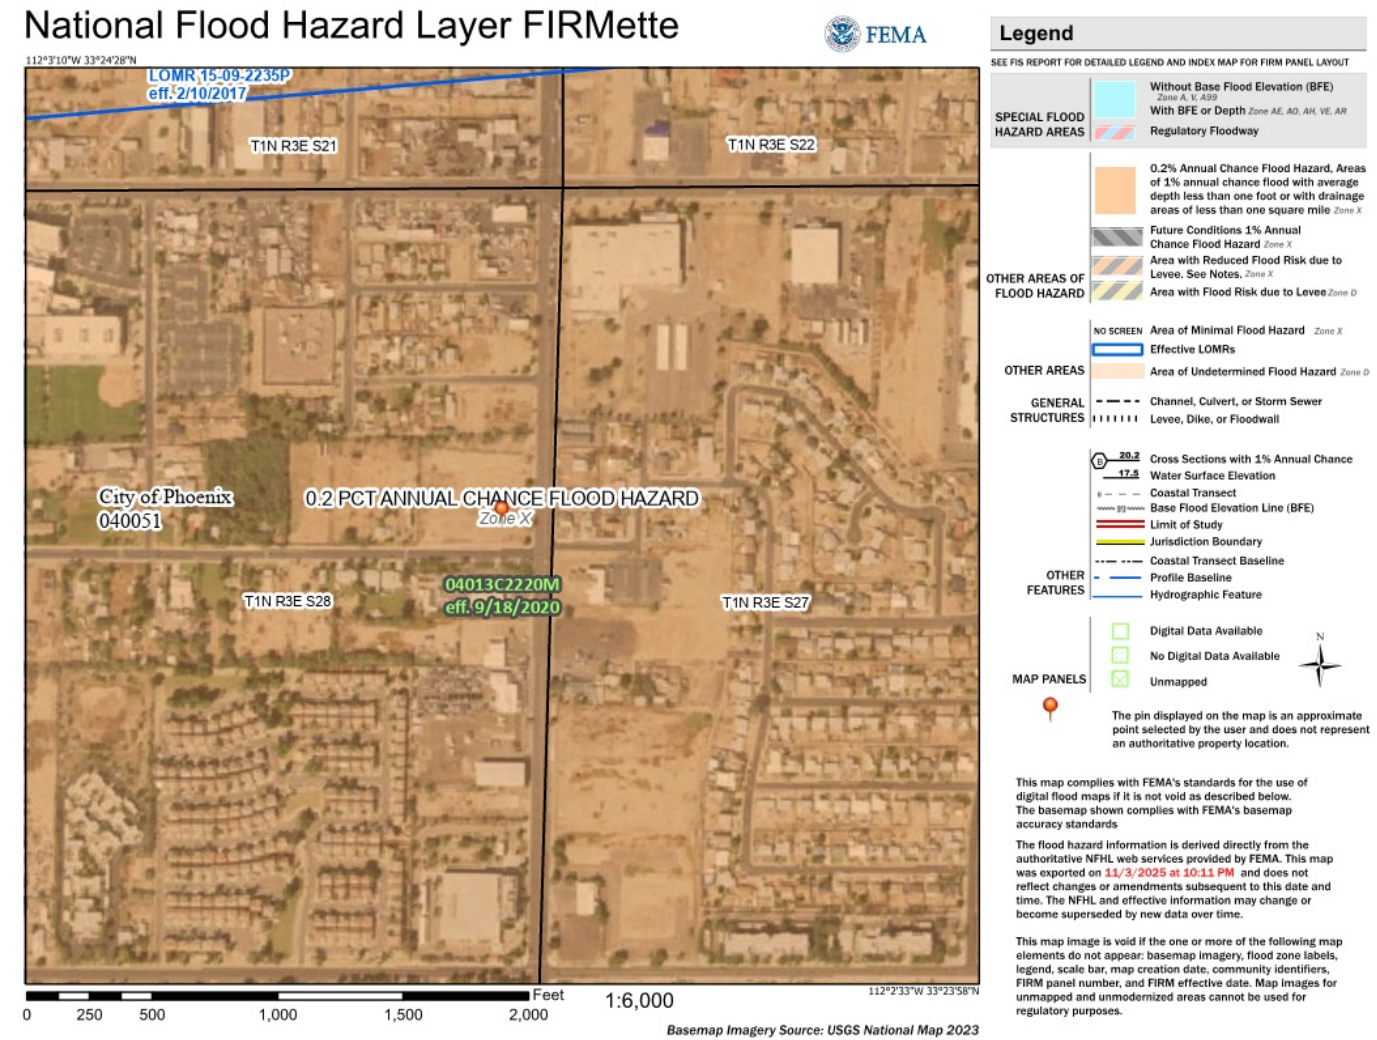 National Flood Hazard Layer FIRMette
FEMA
112°3'10"W 33°24'28"N
LOMR 15-09-2235P
eff. 2/10/2017
T1N R3E S21
T1N R3E S22
City of Phoenix
040051
0.2 PCT ANNUAL CHANCE FLOOD HAZARD
Zone X
04013C2220M
eff. 9/18/2020
T1N R3E S28
T1N R3E S27
Feet
0
250
500
1,000
1,500
2,000
1:6,000
112°2'33"W 33°23'58"N
Basemap Imagery Source: USGS National Map 2023
Legend
SEE FIS REPORT FOR DETAILED LEGEND AND INDEX MAP FOR FIRM PANEL LAYOUT
SPECIAL FLOOD
HAZARD AREAS
Without Base Flood Elevation (BFE)
Zone A, V, A99
With BFE or Depth Zone AE, AO, AH, VE, AR
Regulatory Floodway
OTHER AREAS OF
FLOOD HAZARD
0.2% Annual Chance Flood Hazard, Areas
of 1% annual chance flood with average
depth less than one foot or with drainage
areas of less than one square mile Zone X
Future Conditions 1% Annual
Chance Flood Hazard Zone X
Area with Reduced Flood Risk due to
Levee. See Notes. Zone X
Area with Flood Risk due to Levee Zone D
OTHER AREAS
NO SCREEN Area of Minimal Flood Hazard Zone X
Effective LOMRs
Area of Undetermined Flood Hazard Zone D
GENERAL
STRUCTURES
Channel, Culvert, or Storm Sewer
Levee, Dike, or Floodwall
OTHER
FEATURES
B 20.2 Cross Sections with 1% Annual Chance
17.5 Water Surface Elevation
8 Coastal Transect
513 Base Flood Elevation Line (BFE)
Limit of Study
Jurisdiction Boundary
Coastal Transect Baseline
Profile Baseline
Hydrographic Feature
MAP PANELS
Digital Data Available
No Digital Data Available
Unmapped
N
The pin displayed on the map is an approximate
point selected by the user and does not represent
an authoritative property location.
This map complies with FEMA's standards for the use of
digital flood maps if it is not void as described below.
The basemap shown complies with FEMA's basemap
accuracy standards
The flood hazard information is derived directly from the
authoritative NFHL web services provided by FEMA. This map
was exported on 11/3/2025 at 10:11 PM and does not
reflect changes or amendments subsequent to this date and
time. The NFHL and effective information may change or
become superseded by new data over time.
This map image is void if the one or more of the following map
elements do not appear: basemap imagery, flood zone labels,
legend, scale bar, map creation date, community identifiers,
FIRM panel number, and FIRM effective date. Map images for
unmapped and unmodernized areas cannot be used for
regulatory purposes.